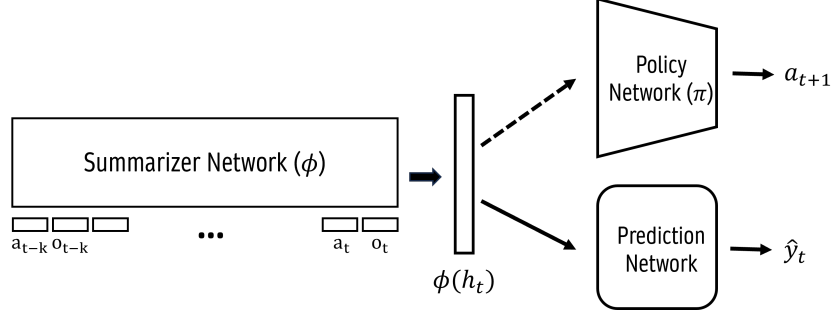 Summarizer Network (ϕ)
a_{t−k} o_{t−k} ... a_t o_t
ϕ(h_t)
Policy
Network (π)
a_{t+1}
Prediction
Network
ŷ_t